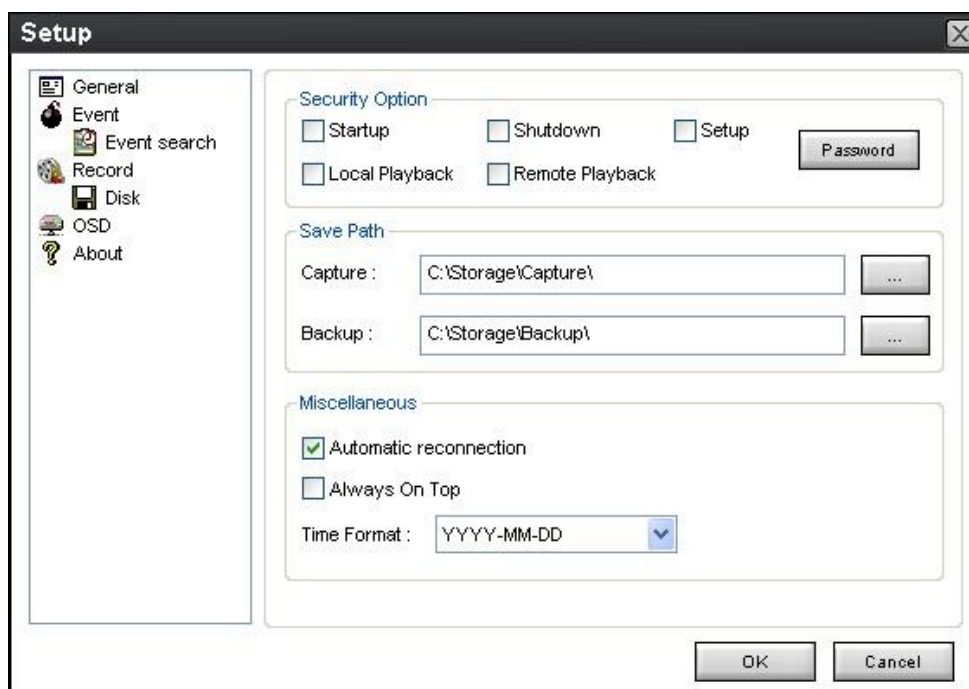 Setup
General
Event
Event search
Record
Disk
OSD
About
Security Option
Startup
Shutdown
Setup
Password
Local Playback
Remote Playback
Save Path
Capture :
C:\Storage\Capture\
...
Backup :
C:\Storage\Backup\
...
Miscellaneous
Automatic reconnection
Always On Top
Time Format :
YYYY-MM-DD
OK
Cancel